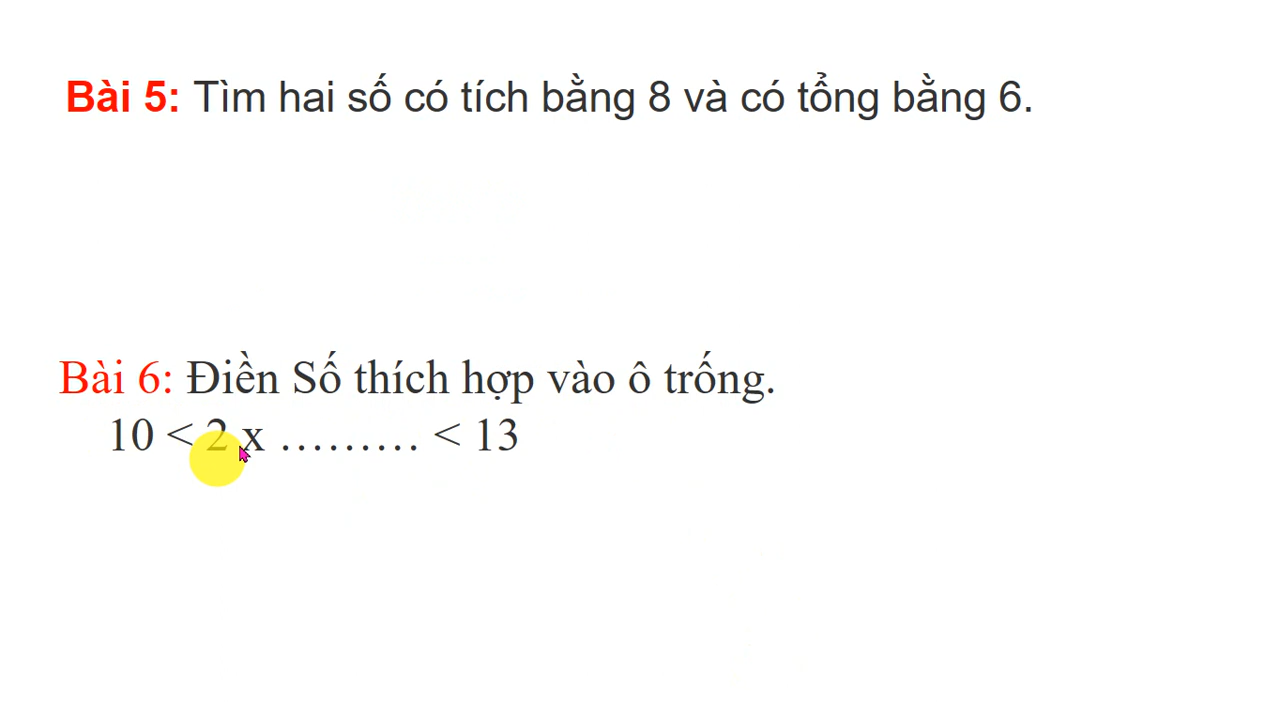 Bài 5: Tìm hai số có tích bằng 8 và có tổng bằng 6.
Bài 6: Điền Số thích hợp vào ô trống.
10 < 2 x ......... < 13